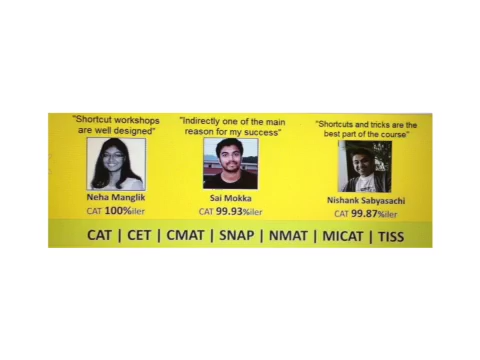 "Shortcut workshops
are well designed"
"Indirectly one of the main
reason for my success"
"Shortcuts and tricks are the
best part of the course"
Neha Manglik
CAT 100%iler
Sai Mokka
CAT 99.93%iler
Nishank Sabyasachi
CAT 99.87%iler
CAT | CET | CMAT | SNAP | NMAT | MICAT | TISS